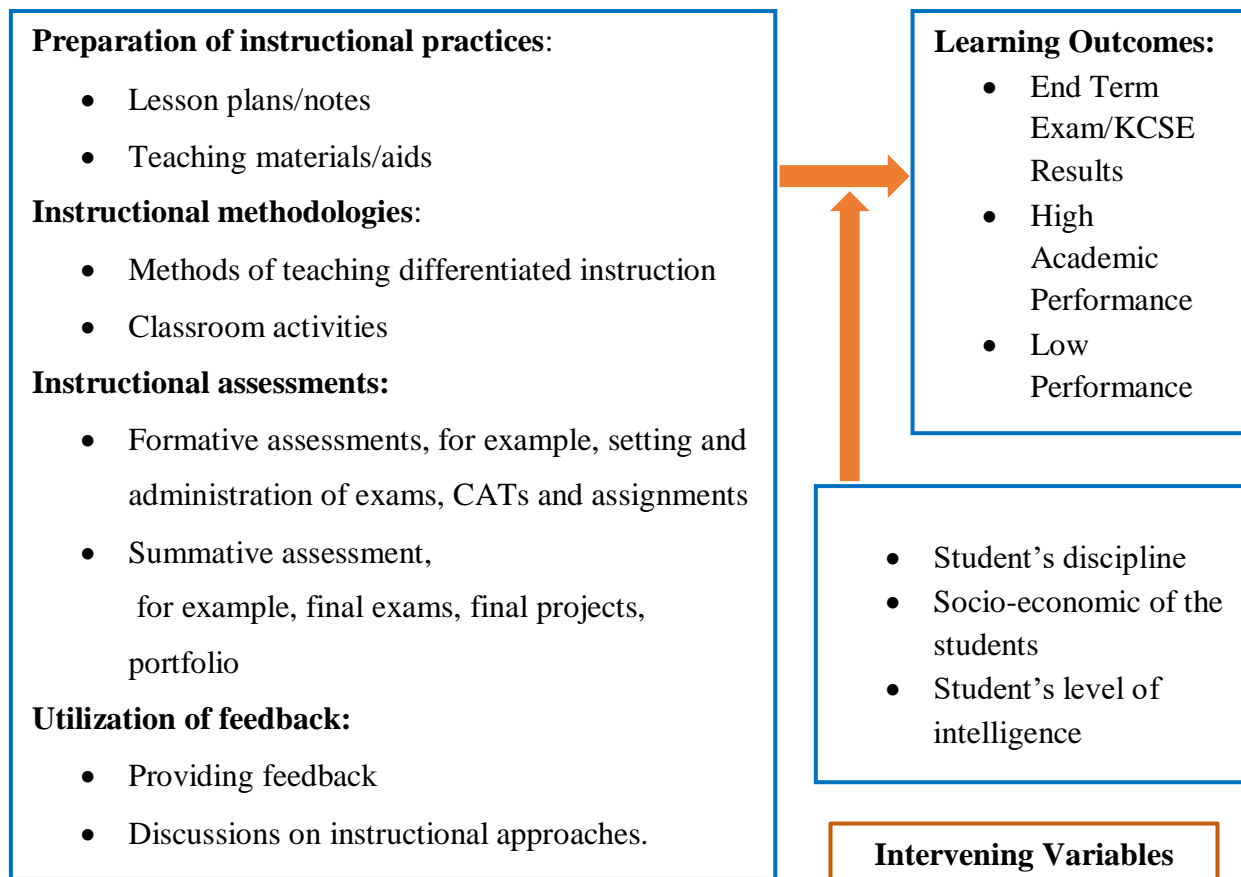 Preparation of instructional practices:
• Lesson plans/notes
• Teaching materials/aids
Instructional methodologies:
• Methods of teaching differentiated instruction
• Classroom activities
Instructional assessments:
• Formative assessments, for example, setting and
administration of exams, CATs and assignments
• Summative assessment,
for example, final exams, final projects,
portfolio
Utilization of feedback:
• Providing feedback
• Discussions on instructional approaches.
Learning Outcomes:
• End Term
Exam/KCSE
Results
• High
Academic
Performance
• Low
Performance
• Student’s discipline
• Socio-economic of the
students
• Student’s level of
intelligence
Intervening Variables